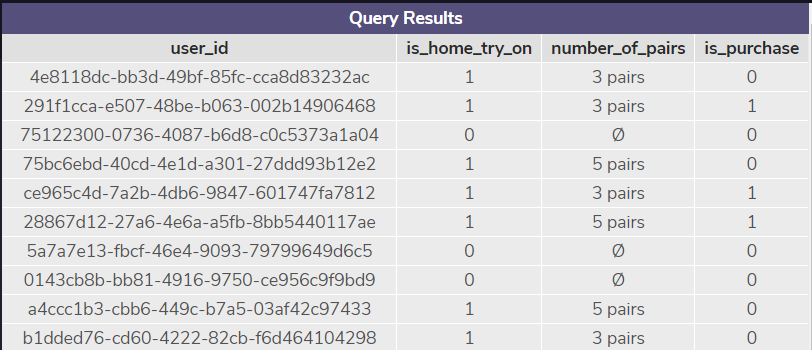 Query Results
user_id is_home_try_on number_of_pairs is_purchase
4e8118dc-bb3d-49bf-85fc-cca8d83232ac 1 3 pairs 0
291f1cca-e507-48be-b063-002b14906468 1 3 pairs 1
75122300-0736-4087-b6d8-c0c5373a1a04 0 Ø 0
75bc6ebd-40cd-4e1d-a301-27ddd93b12e2 1 5 pairs 0
ce965c4d-7a2b-4db6-9847-601747fa7812 1 3 pairs 1
28867d12-27a6-4e6a-a5fb-8bb5440117ae 1 5 pairs 1
5a7a7e13-fbcf-46e4-9093-79799649d6c5 0 Ø 0
0143cb8b-bb81-4916-9750-ce956c9f9bd9 0 Ø 0
a4ccc1b3-cbb6-449c-b7a5-03af42c97433 1 5 pairs 0
b1dded76-cd60-4222-82cb-f6d464104298 1 3 pairs 0